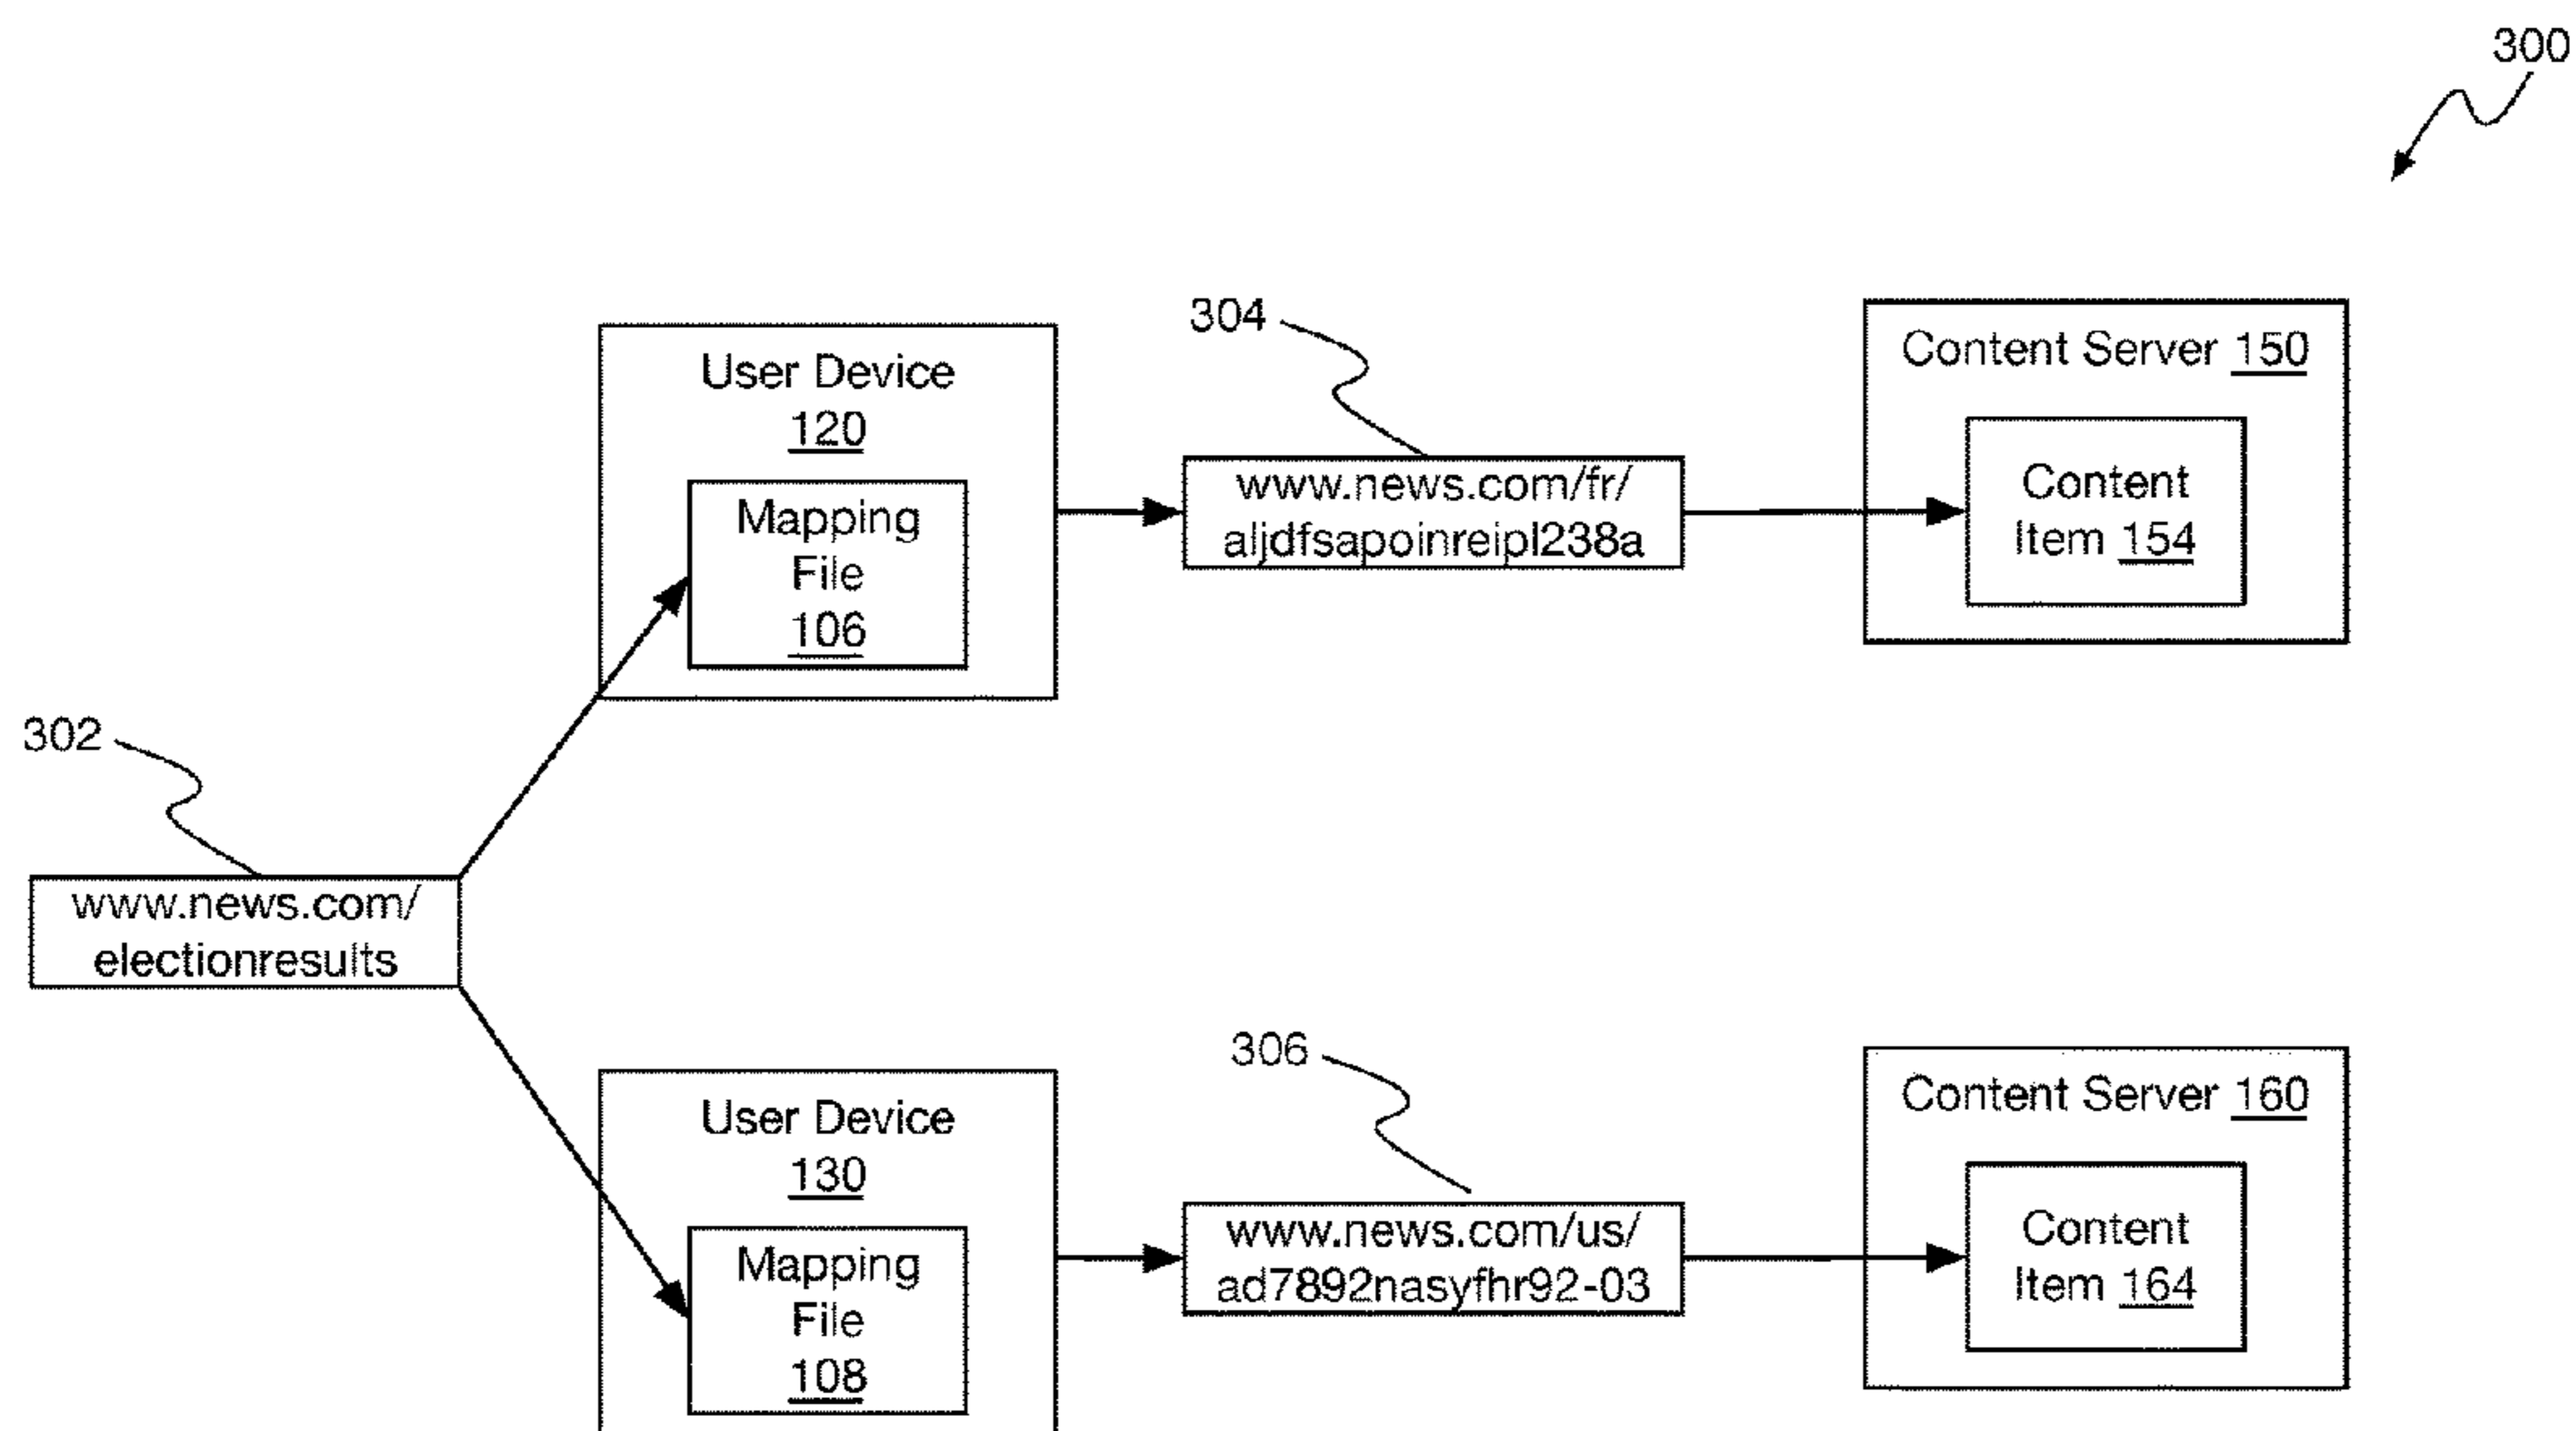 300
304
User Device
120
Mapping
File
106
www.news.com/fr/
aljdfsapoinreipl238a
Content Server 150
Content
Item 154
302
www.news.com/
electionresults
306
User Device
130
Mapping
File
108
www.news.com/us/
ad7892nasyfhr92-03
Content Server 160
Content
Item 164